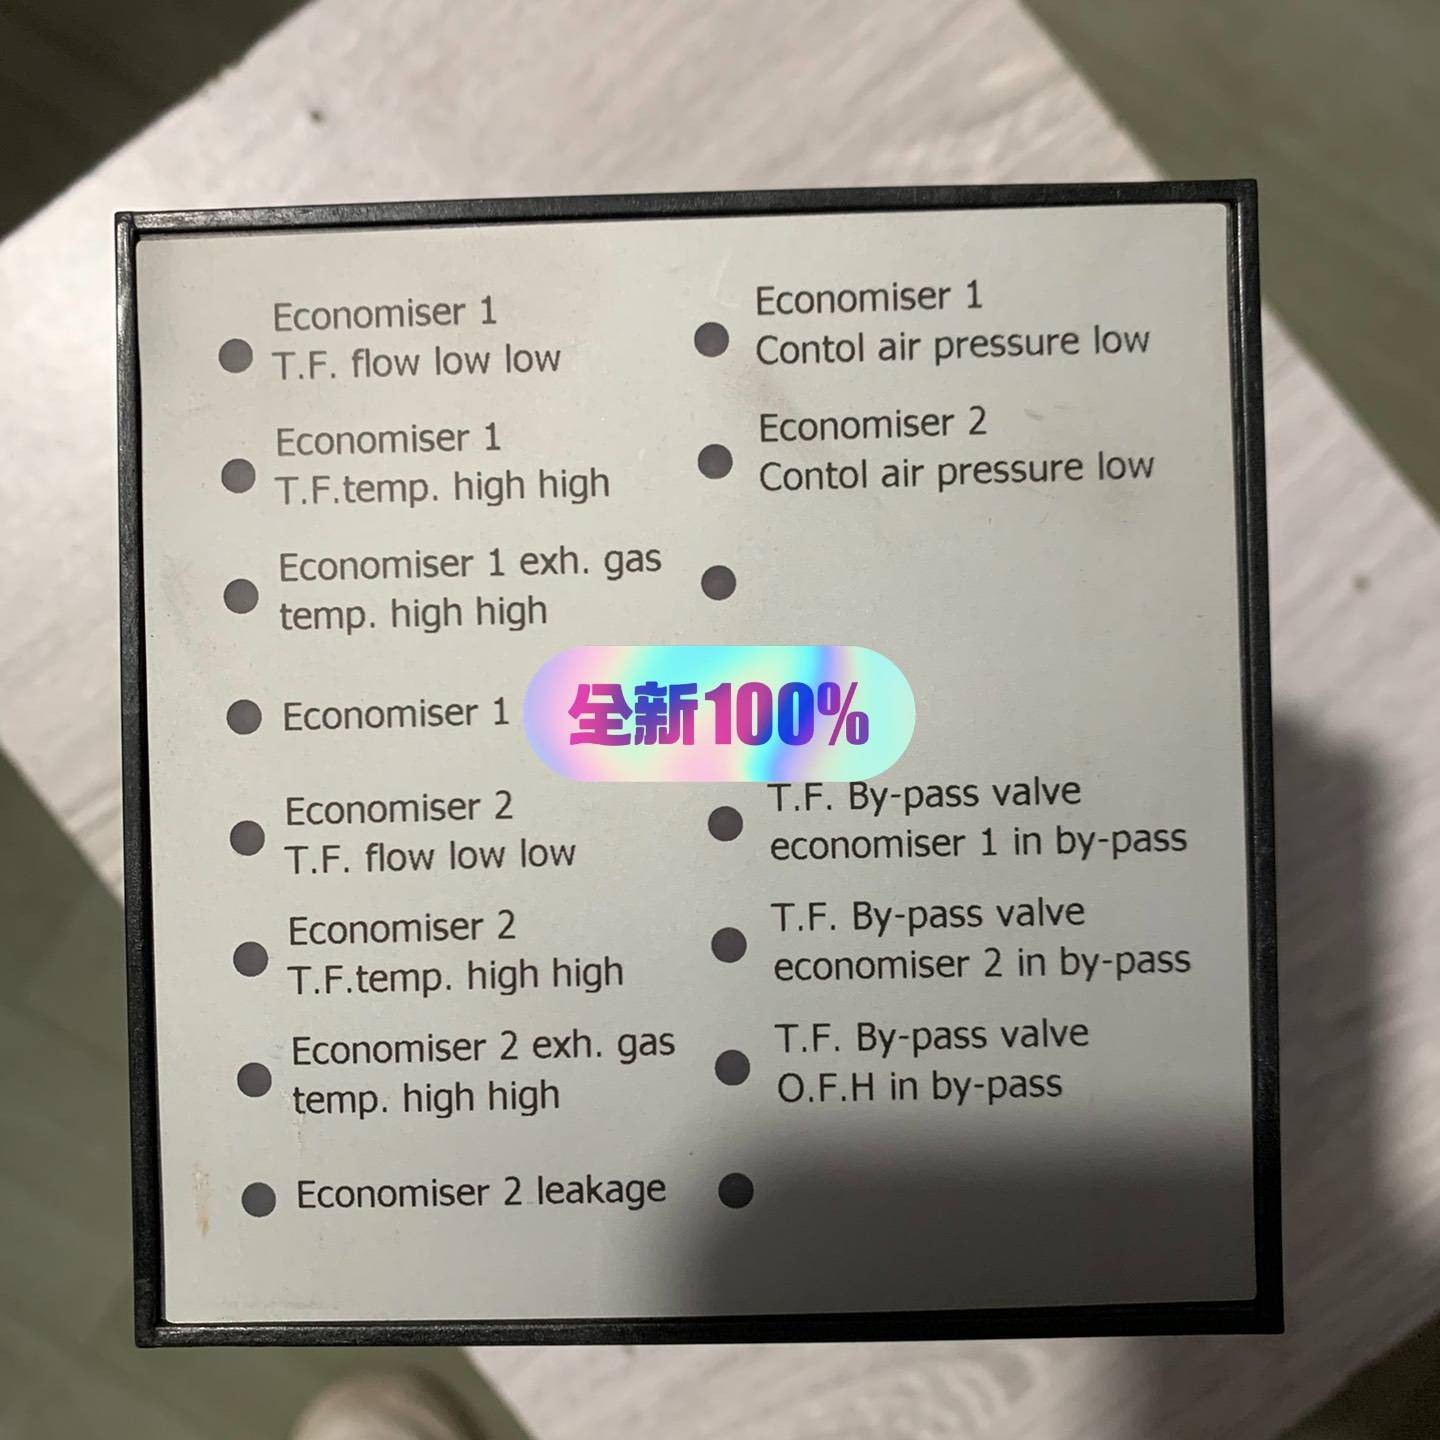 Economiser 1
T.F. flow low low
Economiser 1
T.F.temp. high high
Economiser 1 exh. gas
temp. high high
Economiser 1
Economiser 2
T.F. flow low low
Economiser 2
T.F.temp. high high
Economiser 2 exh. gas
temp. high high
Economiser 2 leakage
Economiser 1
Contol air pressure low
Economiser 2
Contol air pressure low
全新100%
T.F. By-pass valve
economiser 1 in by-pass
T.F. By-pass valve
economiser 2 in by-pass
T.F. By-pass valve
O.F.H in by-pass